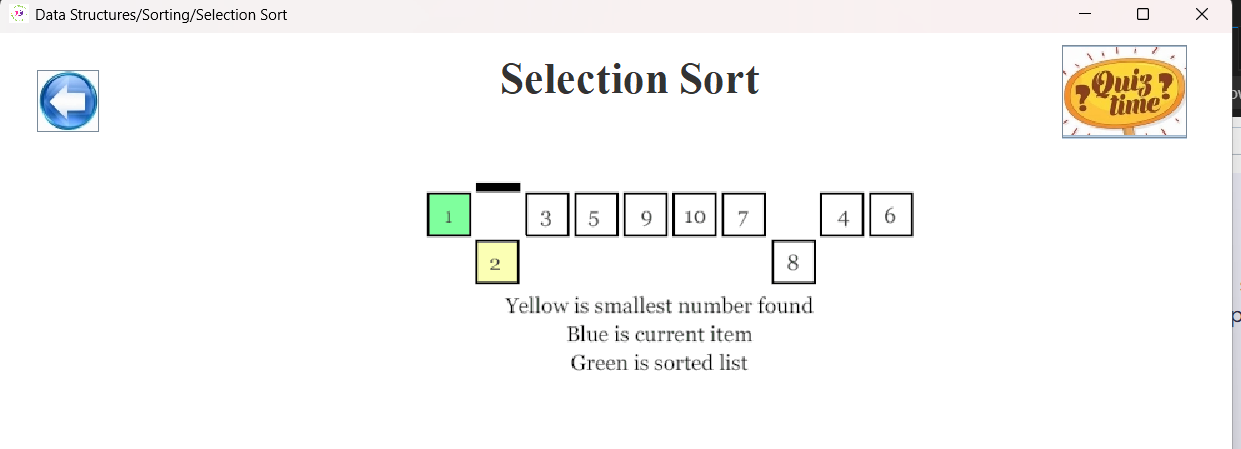 Data Structures/Sorting/Selection Sort
Selection Sort
? Quiz time ?
1 3 5 9 10 7 4 6
2 8
Yellow is smallest number found
Blue is current item
Green is sorted list